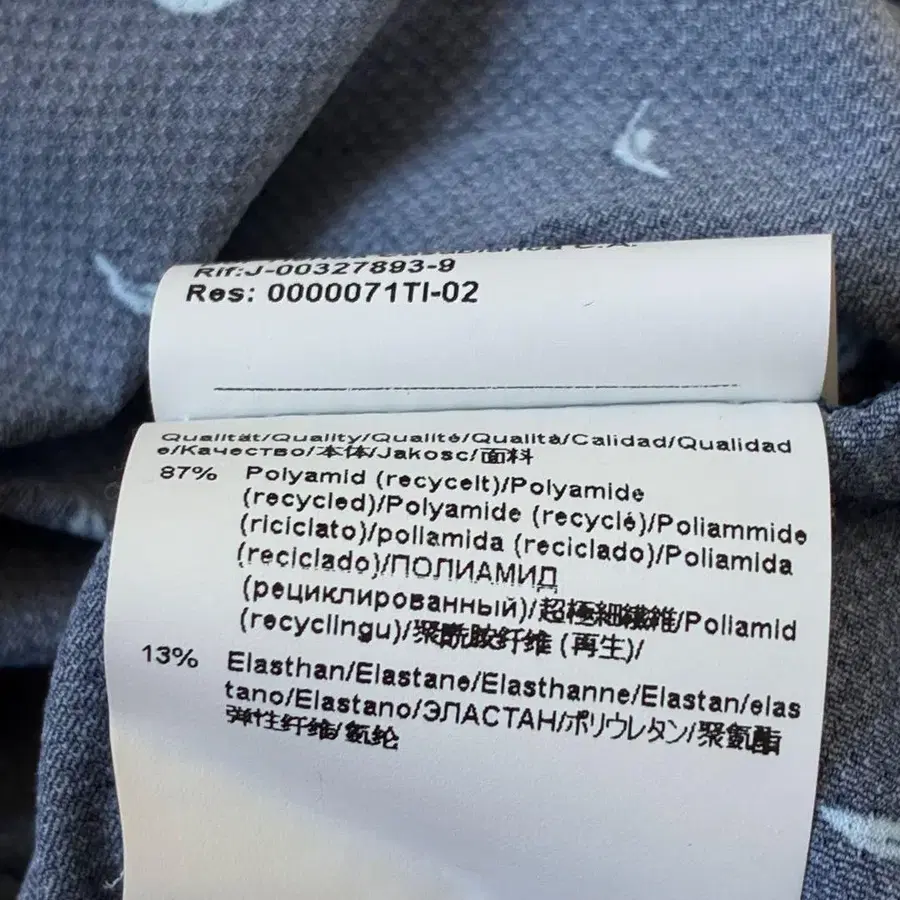 C.A.
Rif:J-00327893-9
Res: 0000071TI-02
Qualität/Quality/Qualité/Qualità/Calidad/Qualidad
e/Качество/本体/Jakosc/面料
87% Polyamid (recycelt)/Polyamide
(recycled)/Polyamide (recyclé)/Poliammide
(riciclato)/poliamida (reciclado)/Poliamida
(reciclado)/ПОЛИАМИД
(рециклированный)/超極細繊維/Poliamid
(recyclingu)/聚酰胺纤维 (再生)/
13% Elasthan/Elastane/Elasthanne/Elastan/elas
tano/Elastano/ЭЛАСТАН/ポリウレタン/聚氨酯
弹性纤维/氨纶